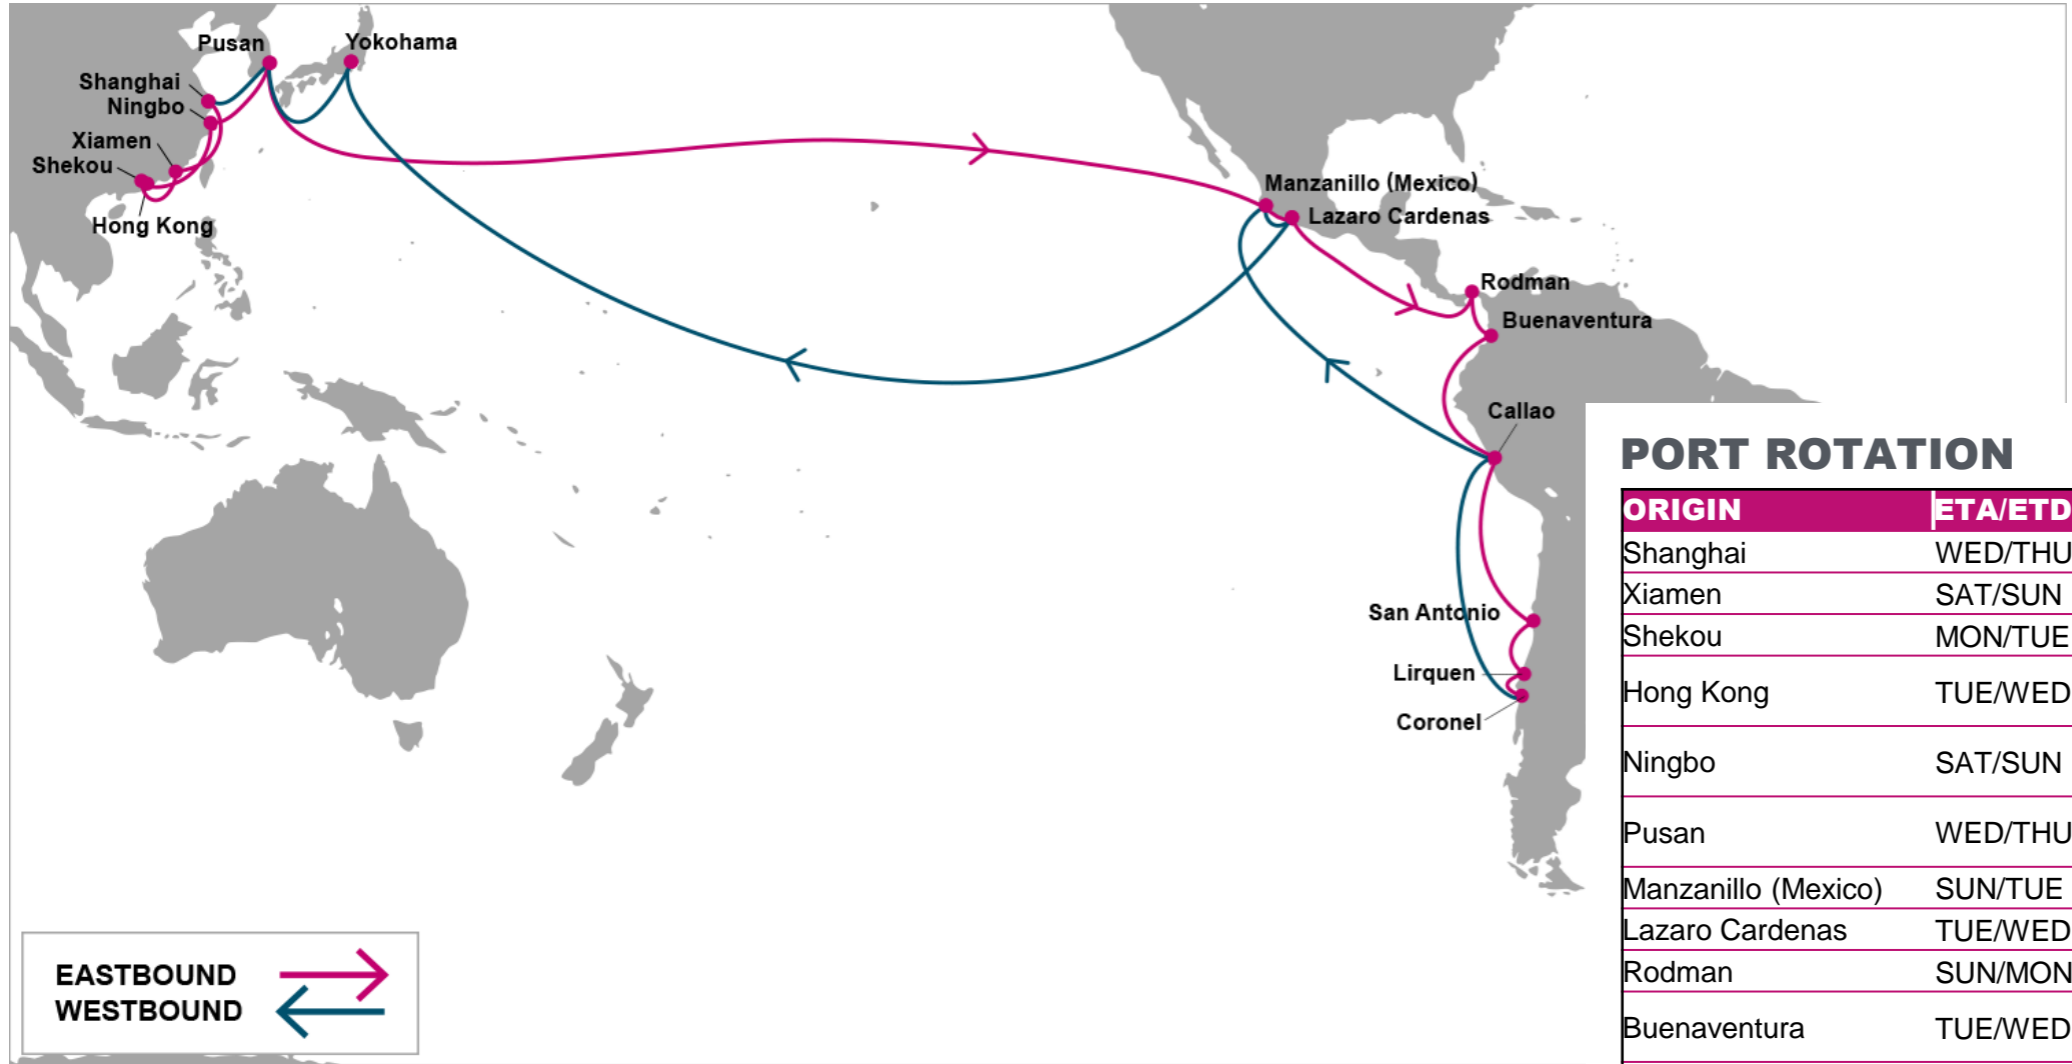 Pusan
Yokohama
Shanghai
Ningbo
Xiamen
Shekou
Hong Kong
Manzanillo (Mexico)
Lazaro Cardenas
Rodman
Buenaventura
Callao
San Antonio
Lirquen
Coronel
EASTBOUND
WESTBOUND
PORT ROTATION
ORIGIN ETA/ETD
Shanghai WED/THU
Xiamen SAT/SUN
Shekou MON/TUE
Hong Kong TUE/WED
Ningbo SAT/SUN
Pusan WED/THU
Manzanillo (Mexico) SUN/TUE
Lazaro Cardenas TUE/WED
Rodman SUN/MON
Buenaventura TUE/WED